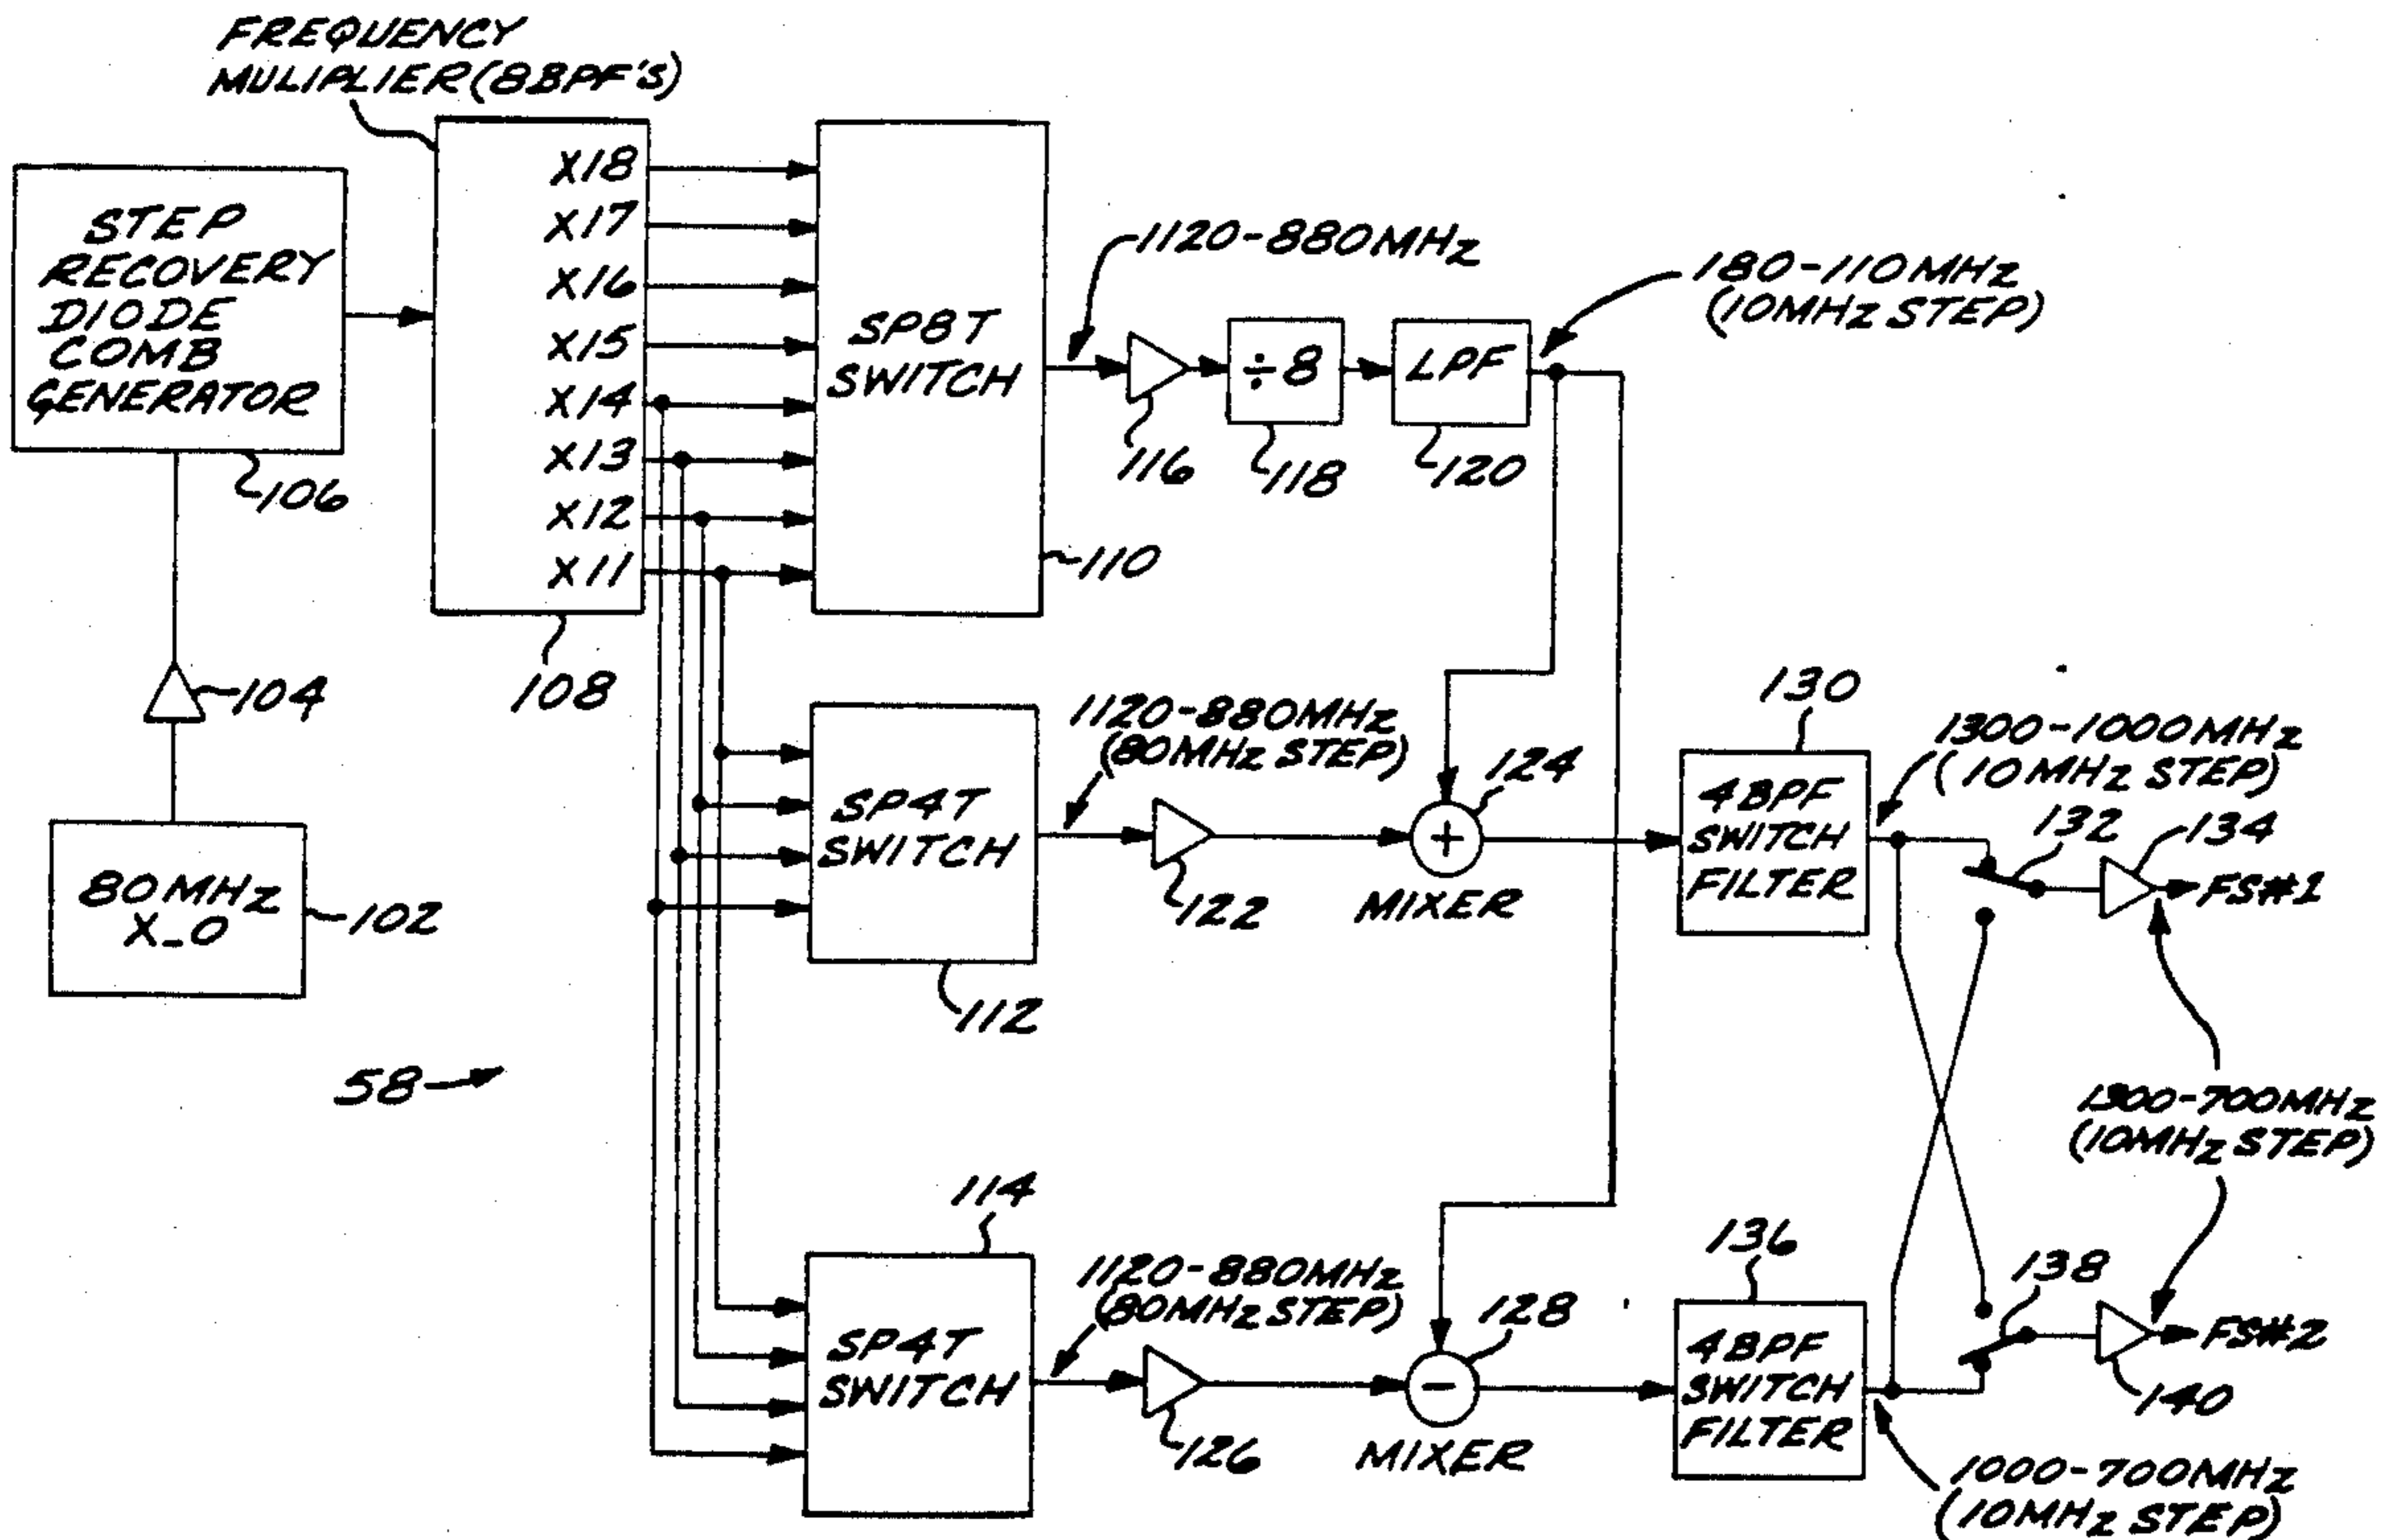 FREQUENCY
MULIPLIER (8BPF'S)
STEP
RECOVERY
DIODE
COMB
GENERATOR
106
104
80 MHz
X_O
102
X18
X17
X16
X15
X14
X13
X12
X11
108
SP8T
SWITCH
110
1120-880MHz
116
÷8
118
LPF
120
180-110MHz
(10MHz STEP)
SP4T
SWITCH
112
1120-880MHz
(80MHz STEP)
122
124
+
MIXER
130
4BPF
SWITCH
FILTER
1300-1000MHz
(10MHz STEP)
132
134
FS#1
58
1300-700MHz
(10MHz STEP)
114
SP4T
SWITCH
1120-880MHz
(80MHz STEP)
126
128
-
MIXER
136
4BPF
SWITCH
FILTER
138
FS#2
140
1000-700MHz
(10MHz STEP)